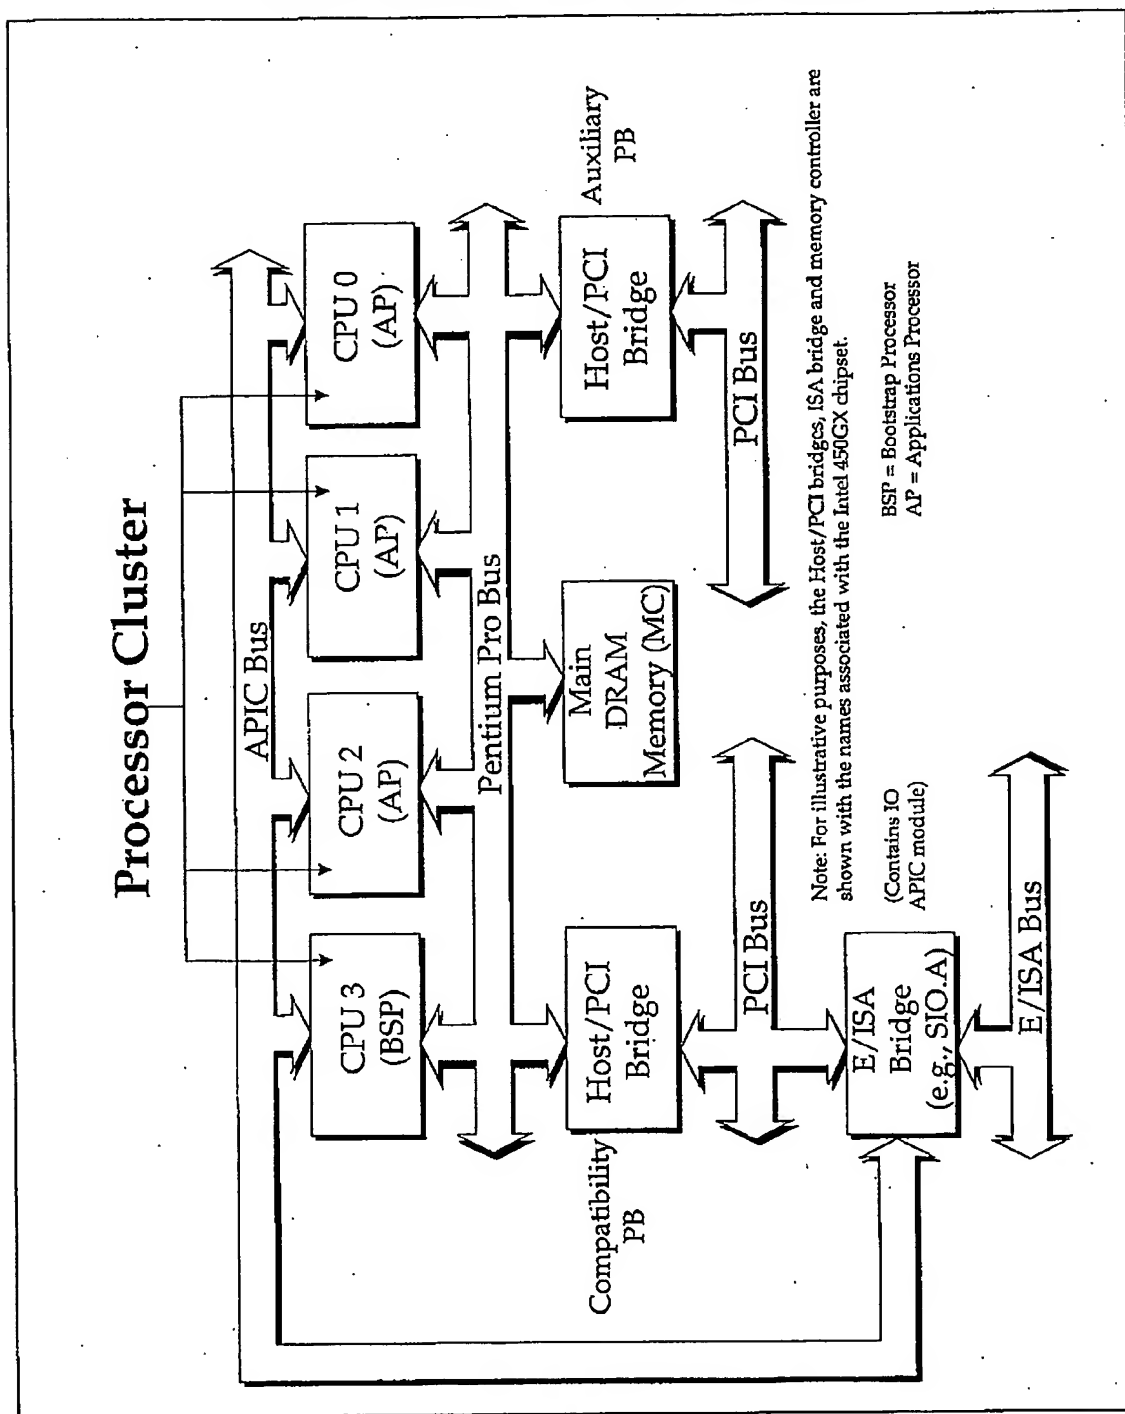 Processor Cluster
APIC Bus
CPU 3
(BSP)
CPU 2
(AP)
CPU 1
(AP)
CPU 0
(AP)
Pentium Pro Bus
Compatibility
PB
Host/PCI
Bridge
Main
DRAM
Memory (MC)
Host/PCI
Bridge
Auxiliary
PB
PCI Bus
PCI Bus
Note: For illustrative purposes, the Host/PCI bridges, ISA bridge and memory controller are
shown with the names associated with the Intel 450GX chipset.
E/ISA
Bridge
(e.g., SIO.A)
(Contains IO
APIC module)
BSP = Bootstrap Processor
AP = Applications Processor
E/ISA Bus